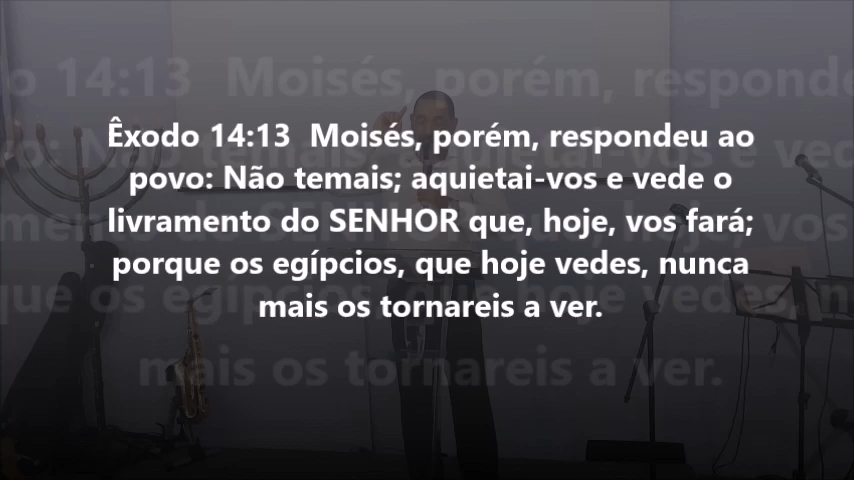 Êxodo 14:13  Moisés, porém, respondeu ao
povo: Não temais; aquietai-vos e vede o
livramento do SENHOR que, hoje, vos fará;
porque os egípcios, que hoje vedes, nunca
mais os tornareis a ver.